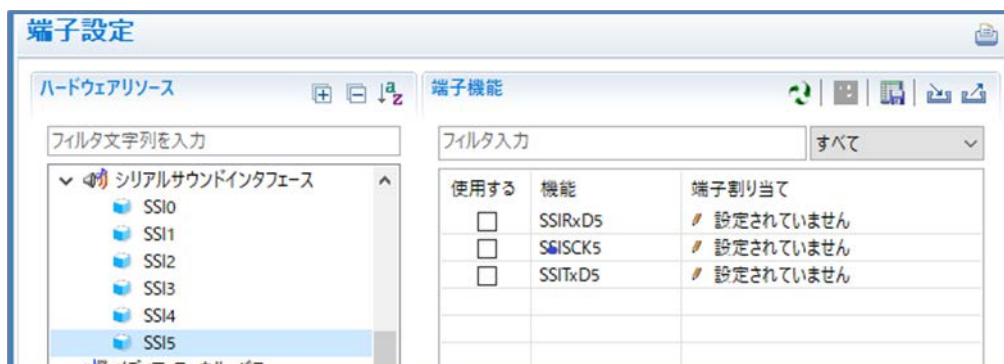 端子設定
ハードウェアリソース
端子機能
フィルタ文字列を入力
フィルタ入力 すべて
シリアルサウンドインタフェース
SSI0
SSI1
SSI2
SSI3
SSI4
SSI5
使用する 機能 端子割り当て
SSIRxD5 設定されていません
SSISCK5 設定されていません
SSITxD5 設定されていません